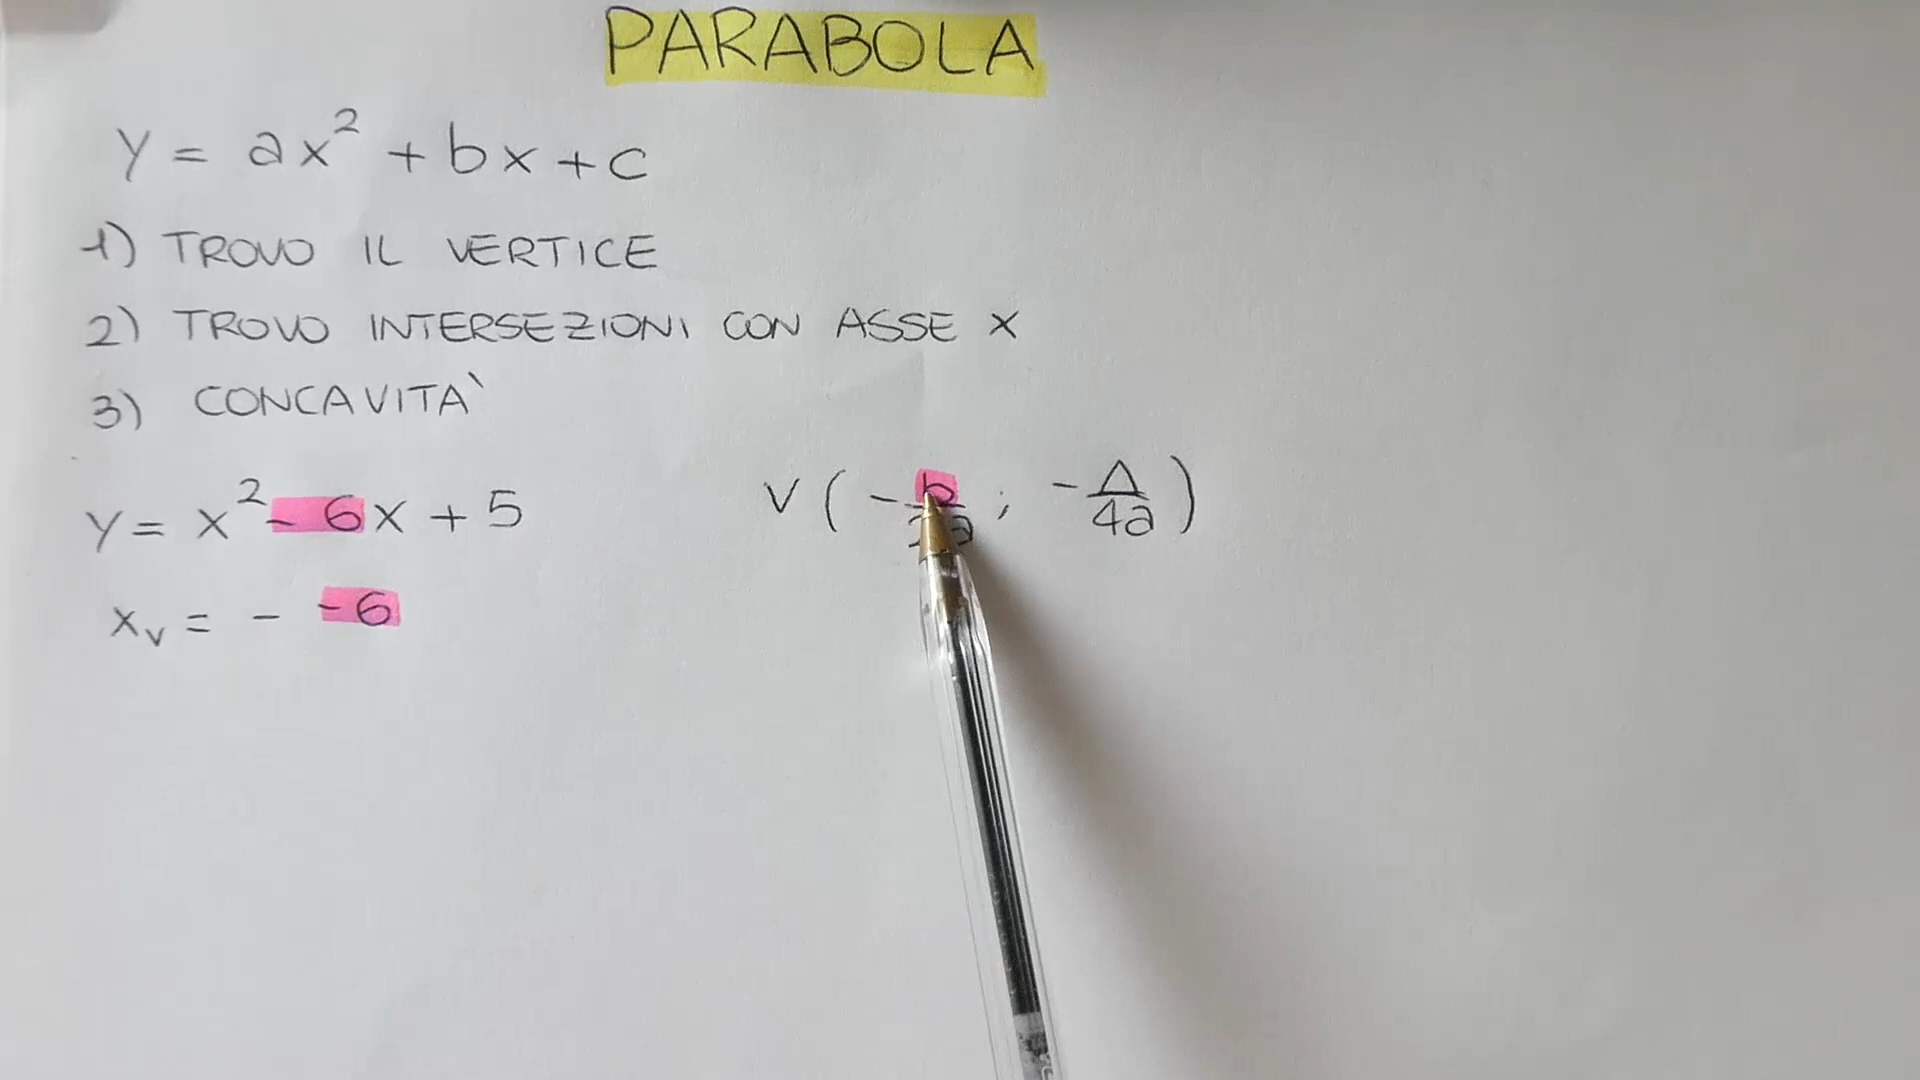 PARABOLA
y = ax² + bx + c
1) TROVO IL VERTICE
2) TROVO INTERSEZIONI CON ASSE X
3) CONCAVITA`
y = x² - 6x + 5
V ( - b/2a ; - Δ/4a )
xv = - -6